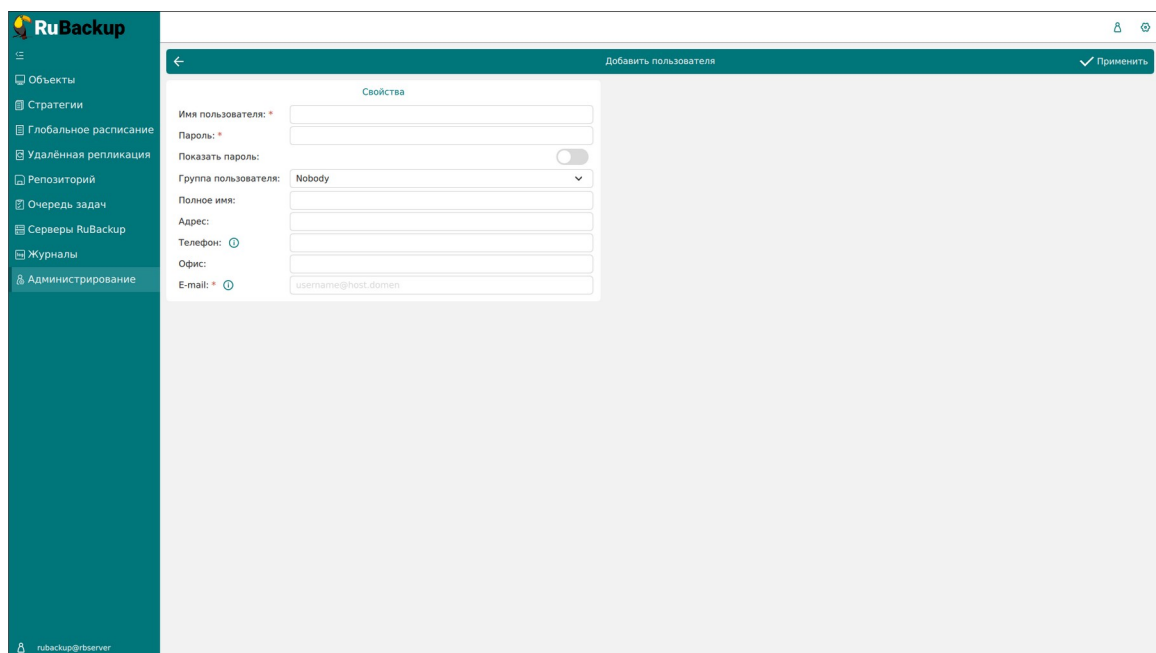 RuBackup
Добавить пользователя
Применить
Объекты
Стратегии
Глобальное расписание
Удалённая репликация
Репозиторий
Очередь задач
Серверы RuBackup
Журналы
Администрирование
Свойства
Имя пользователя: *
Пароль: *
Показать пароль:
Группа пользователя: Nobody
Полное имя:
Адрес:
Телефон:
Офис:
E-mail: * username@host.domen
rubackup@rbserver